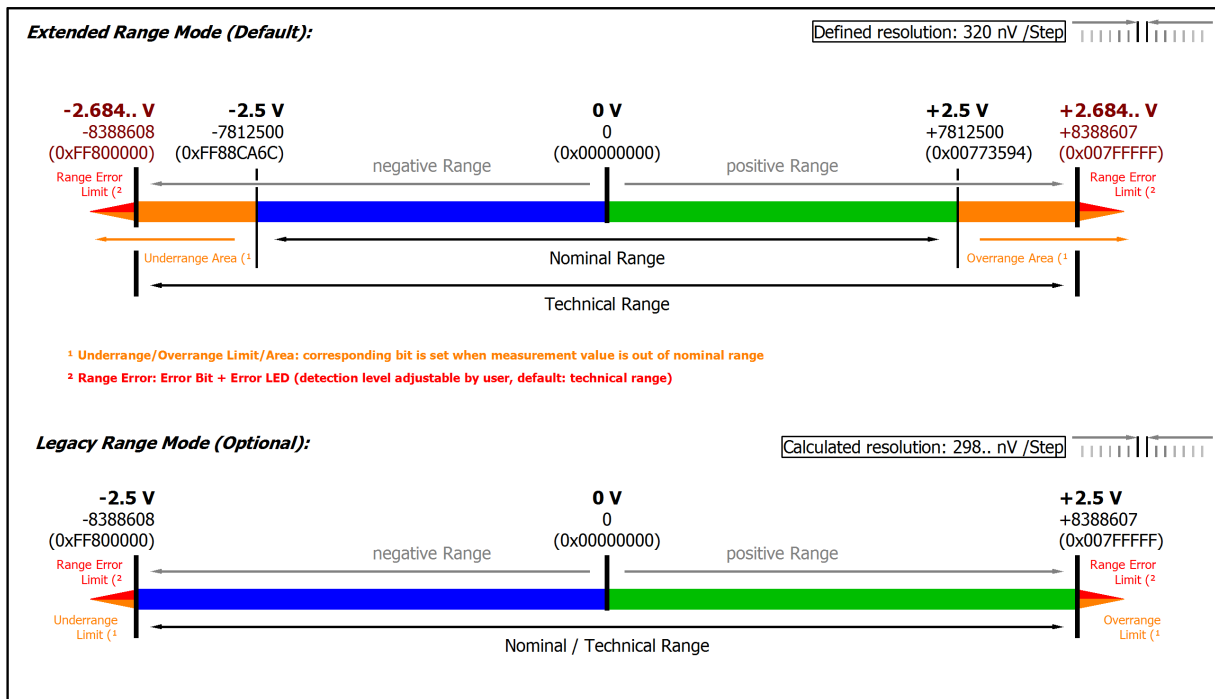 Extended Range Mode (Default):
Defined resolution: 320 nV /Step
-2.684.. V
-8388608
(0xFF800000)
-2.5 V
-7812500
(0xFF88CA6C)
0 V
0
(0x00000000)
+2.5 V
+7812500
(0x00773594)
+2.684.. V
+8388607
(0x007FFFFF)
negative Range
positive Range
Range Error
Limit (²
Range Error
Limit (²
Underrange Area (¹
Nominal Range
Overrange Area (¹
Technical Range
¹ Underrange/Overrange Limit/Area: corresponding bit is set when measurement value is out of nominal range
² Range Error: Error Bit + Error LED (detection level adjustable by user, default: technical range)
Legacy Range Mode (Optional):
Calculated resolution: 298.. nV /Step
-2.5 V
-8388608
(0xFF800000)
0 V
0
(0x00000000)
+2.5 V
+8388607
(0x007FFFFF)
negative Range
positive Range
Range Error
Limit (²
Range Error
Limit (²
Underrange
Limit (¹
Overrange
Limit (¹
Nominal / Technical Range